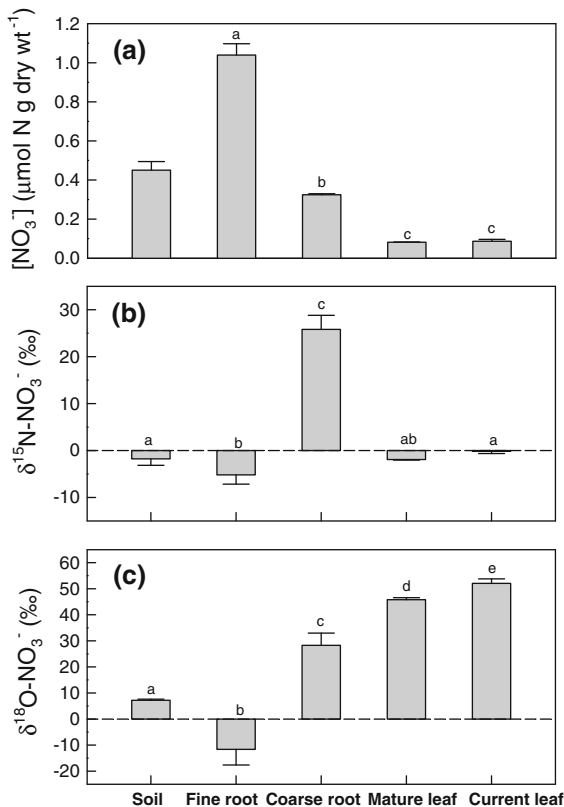 (a)
[NO₃⁻] (μmol N g dry wt⁻¹)
1.2
1.0
0.8
0.6
0.4
0.2
0.0
a
b
c
c
(b)
δ¹⁵N-NO₃⁻ (‰)
30
20
10
0
-10
a
b
c
ab
a
(c)
δ¹⁸O-NO₃⁻ (‰)
60
50
40
30
20
10
0
-10
-20
a
b
c
d
e
Soil Fine root Coarse root Mature leaf Current leaf